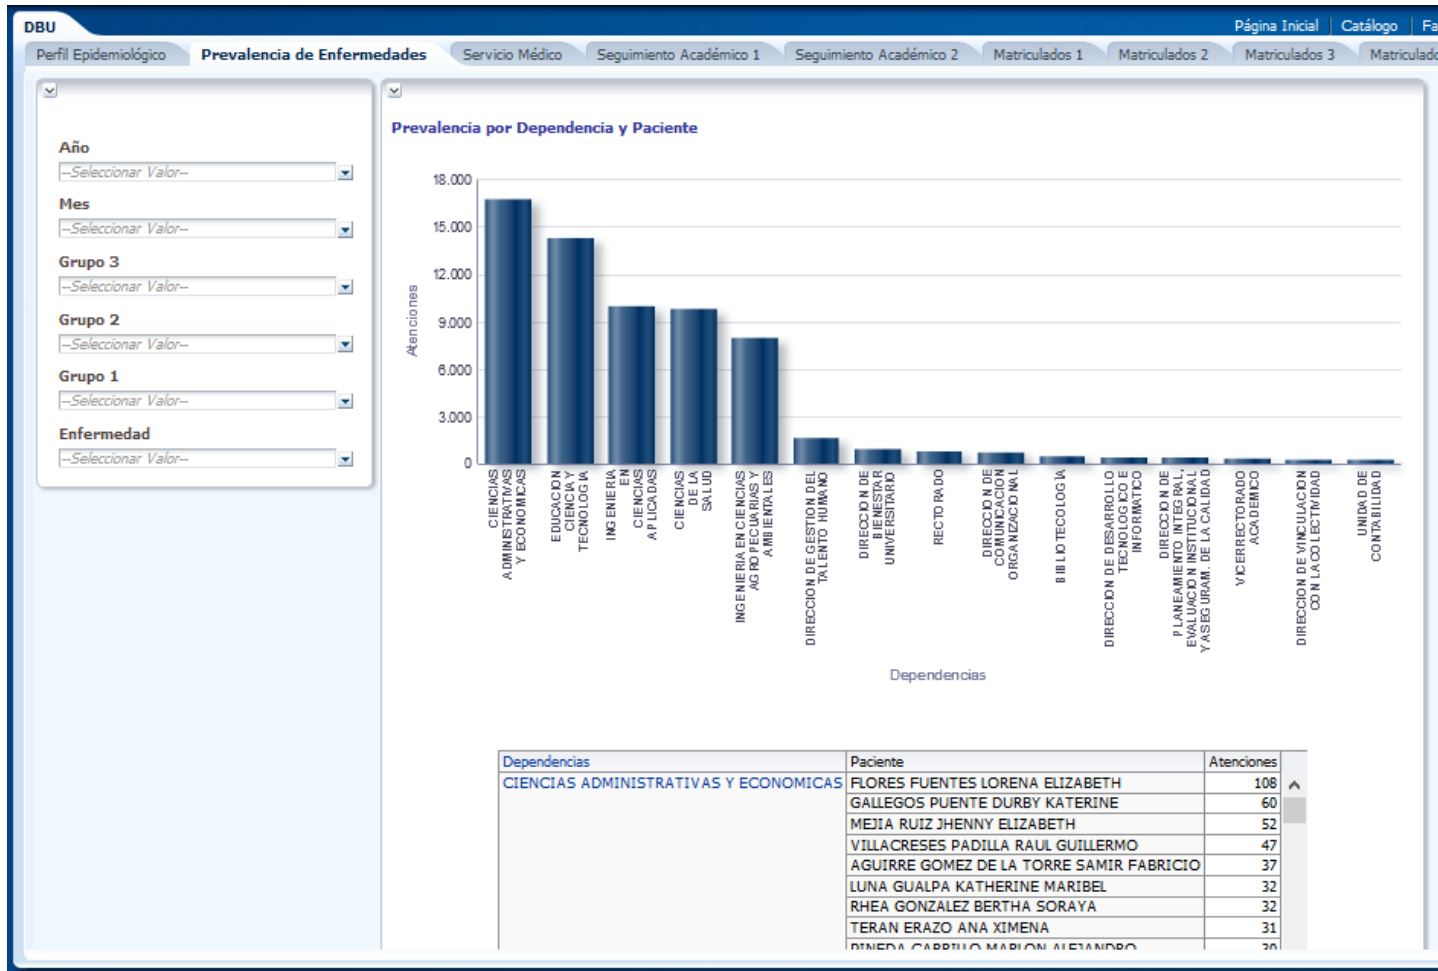 DBU
Página Inicial
Catálogo
Fa
Perfil Epidemiológico
Prevalencia de Enfermedades
Servicio Médico
Seguimiento Académico 1
Seguimiento Académico 2
Matriculados 1
Matriculados 2
Matriculados 3
Matriculado
Año
--Seleccionar Valor--
Mes
--Seleccionar Valor--
Grupo 3
--Seleccionar Valor--
Grupo 2
--Seleccionar Valor--
Grupo 1
--Seleccionar Valor--
Enfermedad
--Seleccionar Valor--
Prevalencia por Dependencia y Paciente
Atenciones
18.000
15.000
12.000
9.000
6.000
3.000
0
CIENCIAS
ADMINISTRATIVAS
Y ECONOMICAS
EDUCACION
CIENCIA Y
TECNOLOGIA
INGENIERIA
EN
CIENCIAS
APLICADAS
CIENCIAS
DE LA
SALUD
INGENIERIA EN CIENCIAS
AGROPECUARIAS Y
AMBIENTALES
DIRECCION DE GESTION DEL
TALENTO HUMANO
DIRECCION DE
BIENESTAR
UNIVERSITARIO
RECTORADO
DIRECCION DE
COMUNICACION
ORGANIZACIONAL
BIBLIOTECOLOGIA
DIRECCION DE DESARROLLO
TECNOLOGICO E
INFORMATICO
DIRECCION DE
PLANEAMIENTO INTEGRAL,
EVALUACION INSTITUCIONAL
Y ASEGURAM. DE LA CALIDAD
VICERRECTORADO
ACADEMICO
DIRECCION DE VINCULACION
CON LA COLECTIVIDAD
UNIDAD DE
CONTABILIDAD
Dependencias
Dependencias Paciente Atenciones
CIENCIAS ADMINISTRATIVAS Y ECONOMICAS FLORES FUENTES LORENA ELIZABETH 108
GALLEGOS PUENTE DURBY KATERINE 60
MEJIA RUIZ JHENNY ELIZABETH 52
VILLACRESES PADILLA RAUL GUILLERMO 47
AGUIRRE GOMEZ DE LA TORRE SAMIR FABRICIO 37
LUNA GUALPA KATHERINE MARIBEL 32
RHEA GONZALEZ BERTHA SORAYA 32
TERAN ERAZO ANA XIMENA 31
PINEDA CARRILLO MARLON ALEJANDRO 30